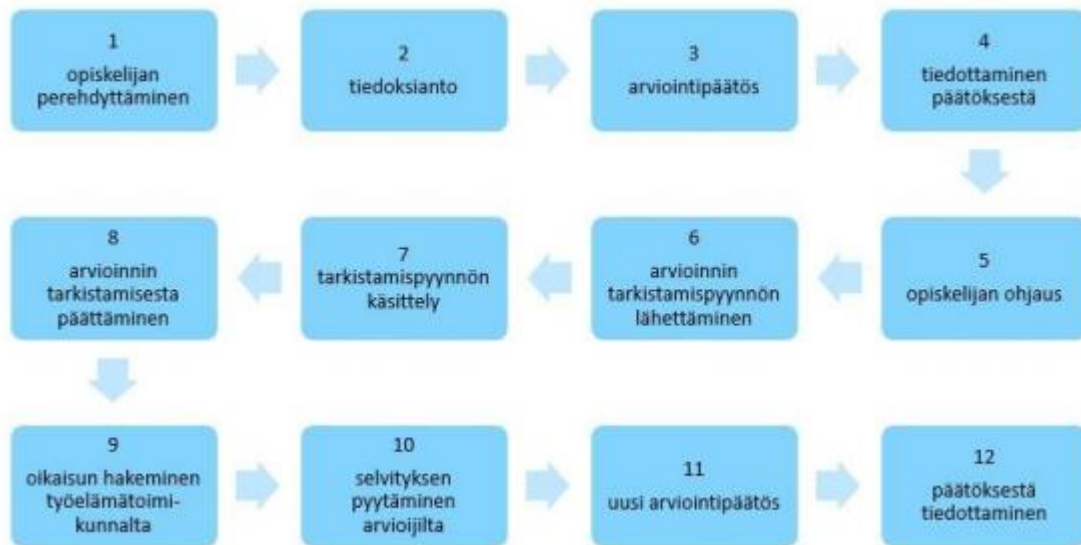 1
opiskelijan
perehdyttäminen
2
tiedoksianto
3
arviointipäätös
4
tiedottaminen
päätöksestä
5
opiskelijan ohjaus
6
arvioinnin
tarkistamispyynnön
lähettäminen
7
tarkistamispyynnön
käsittely
8
arvioinnin
tarkistamisesta
päättäminen
9
oikaisun hakeminen
työelämätoimi-
kunnalta
10
selvityksen
pyytäminen
arvioijilta
11
uusi arviointipäätös
12
päätöksestä
tiedottaminen